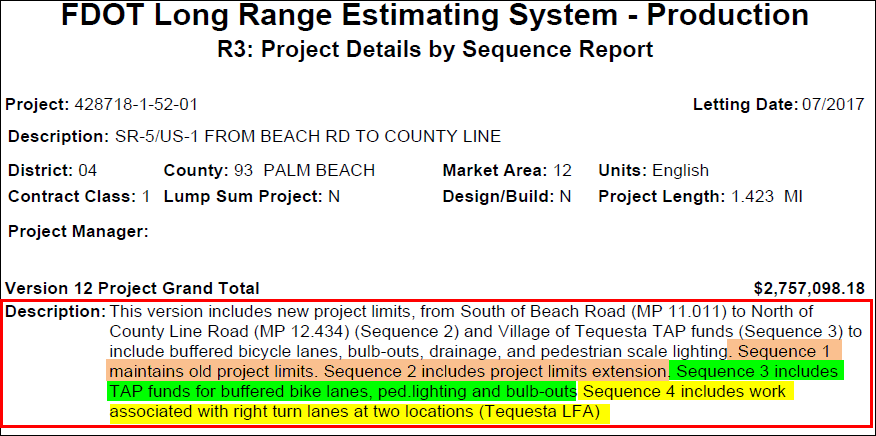 FDOT Long Range Estimating System - Production
R3: Project Details by Sequence Report
Project: 428718-1-52-01 Letting Date: 07/2017
Description: SR-5/US-1 FROM BEACH RD TO COUNTY LINE
District: 04 County: 93 PALM BEACH Market Area: 12 Units: English
Contract Class: 1 Lump Sum Project: N Design/Build: N Project Length: 1.423 MI
Project Manager:
Version 12 Project Grand Total $2,757,098.18
Description: This version includes new project limits, from South of Beach Road (MP 11.011) to North of
County Line Road (MP 12.434) (Sequence 2) and Village of Tequesta TAP funds (Sequence 3) to
include buffered bicycle lanes, bulb-outs, drainage, and pedestrian scale lighting. Sequence 1
maintains old project limits. Sequence 2 includes project limits extension. Sequence 3 includes
TAP funds for buffered bike lanes, ped.lighting and bulb-outs Sequence 4 includes work
associated with right turn lanes at two locations (Tequesta LFA)